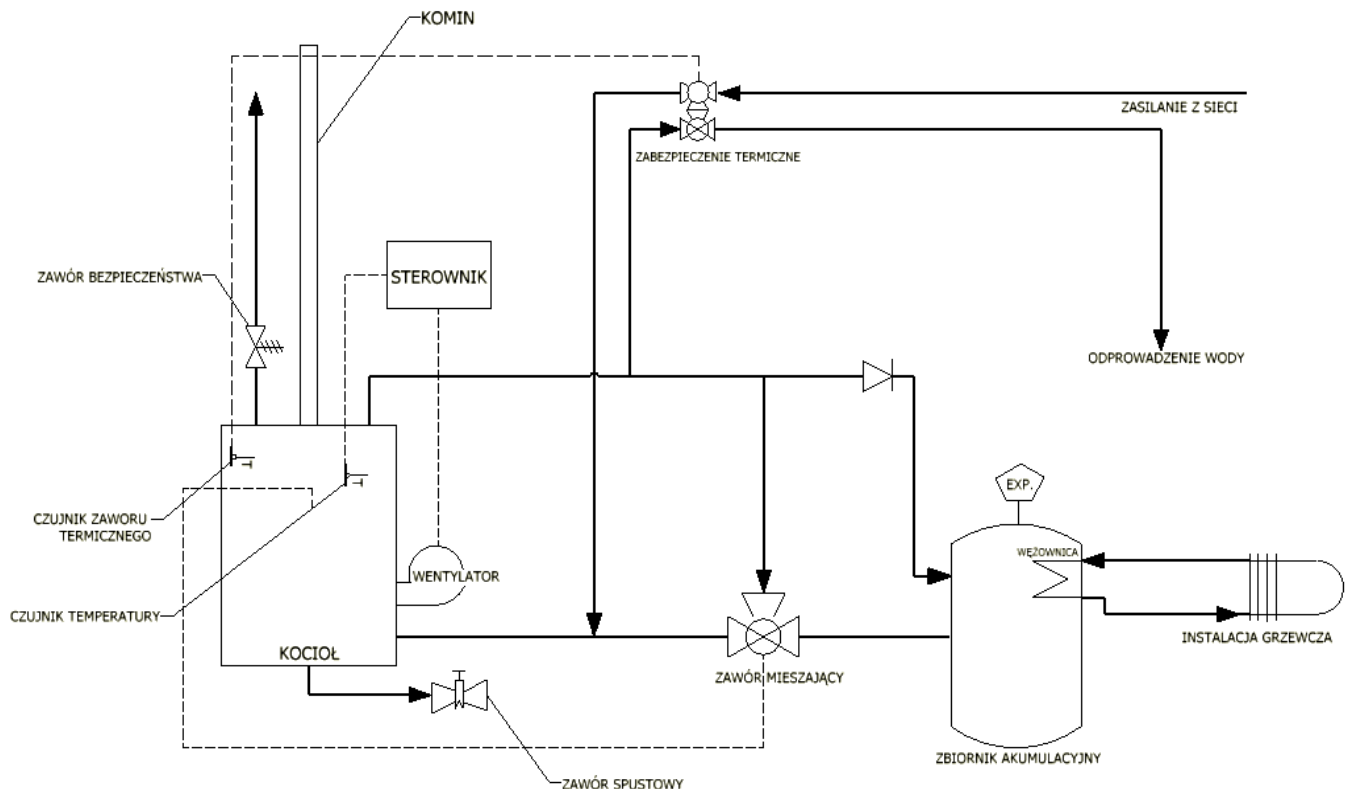 KOMIN
ZASILANIE Z SIECI
ZABEZPIECZENIE TERMICZNE
ZAWÓR BEZPIECZEŃSTWA
STEROWNIK
ODPROWADZENIE WODY
EXP.
CZUJNIK ZAWORU
TERMICZNEGO
WĘŻOWNICA
WENTYLATOR
CZUJNIK TEMPERATURY
INSTALACJA GRZEWCZA
KOCIOŁ
ZAWÓR MIESZAJĄCY
ZBIORNIK AKUMULACYJNY
ZAWÓR SPUSTOWY